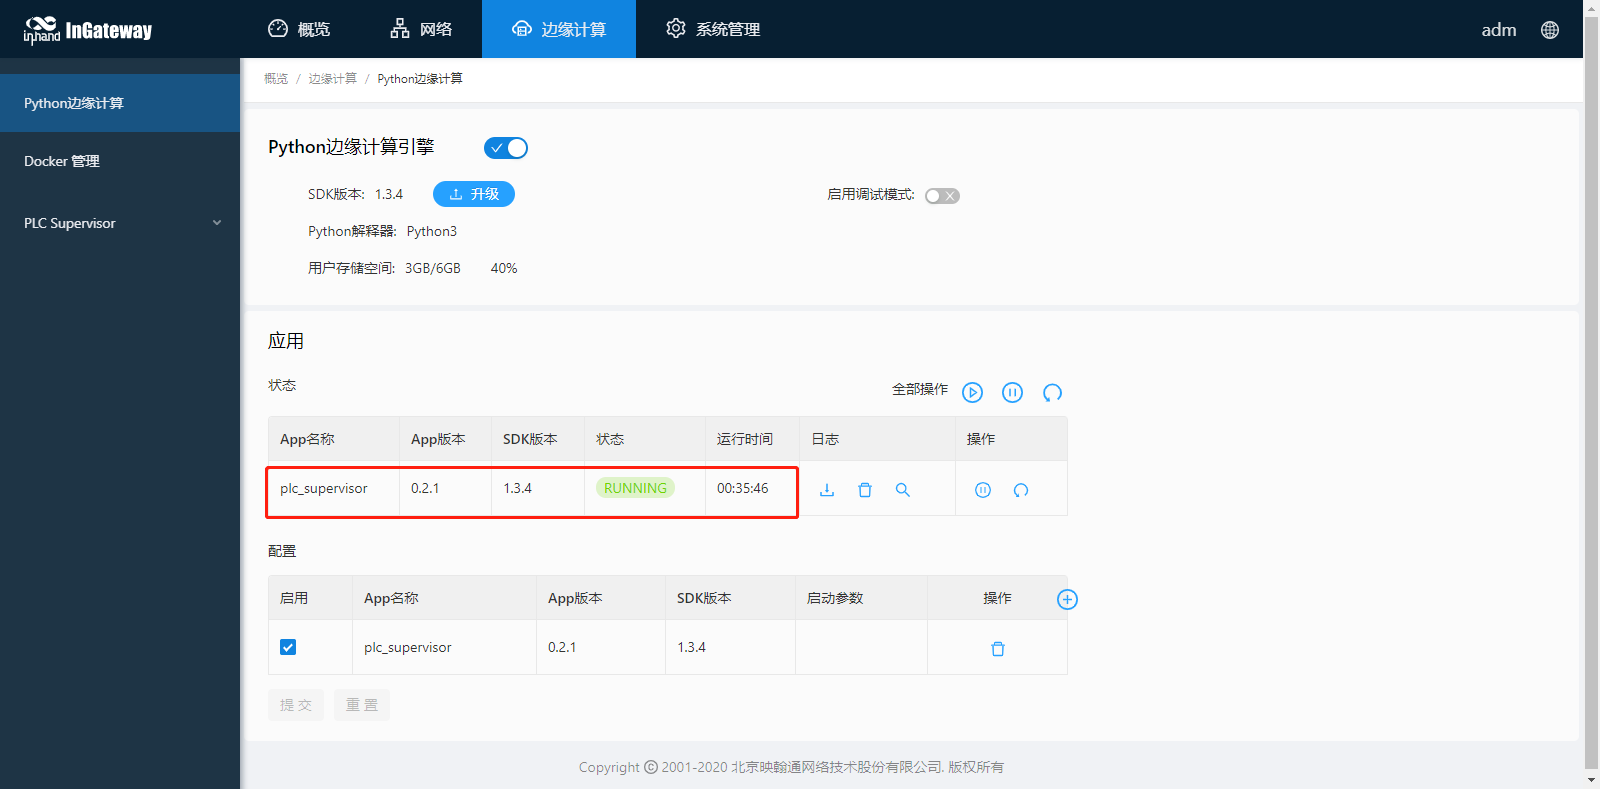 inhand InGateway 概览 网络 边缘计算 系统管理 adm
概览 / 边缘计算 / Python边缘计算
Python边缘计算
Docker 管理
PLC Supervisor
Python边缘计算引擎
SDK版本: 1.3.4 升级 启用调试模式:
Python解释器: Python3
用户存储空间: 3GB/6GB 40%
应用
状态 全部操作
App名称 App版本 SDK版本 状态 运行时间 日志 操作
plc_supervisor 0.2.1 1.3.4 RUNNING 00:35:46
配置
启用 App名称 App版本 SDK版本 启动参数 操作
plc_supervisor 0.2.1 1.3.4
提交 重置
Copyright © 2001-2020 北京映翰通网络技术股份有限公司. 版权所有